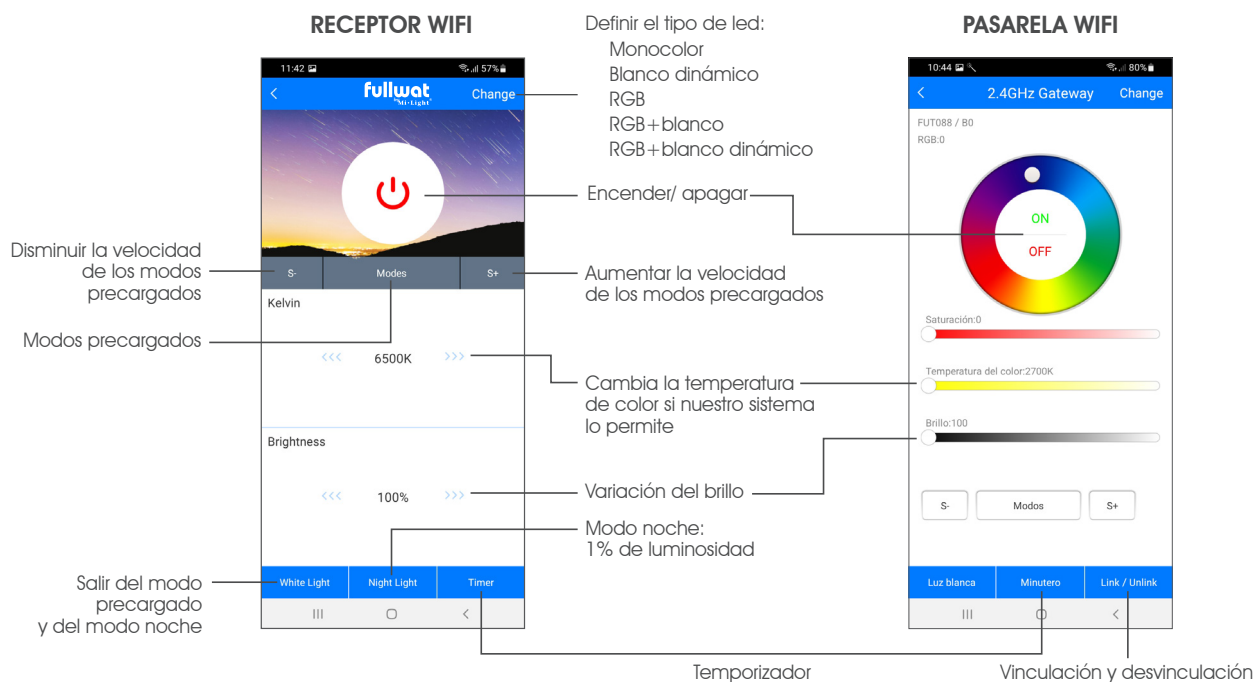 RECEPTOR WIFI
11:42
57%
fullwat
by Mi·Light
Change
Disminuir la velocidad
de los modos
precargados
S-
Modes
S+
Modos precargados
Kelvin
6500K
Brightness
100%
White Light
Night Light
Timer
Salir del modo
precargado
y del modo noche
Definir el tipo de led:
Monocolor
Blanco dinámico
RGB
RGB+blanco
RGB+blanco dinámico
Encender/ apagar
Aumentar la velocidad
de los modos precargados
Cambia la temperatura
de color si nuestro sistema
lo permite
Variación del brillo
Modo noche:
1% de luminosidad
Temporizador
PASARELA WIFI
10:44
80%
2.4GHz Gateway
Change
FUT088 / B0
RGB:0
ON
OFF
Saturación:0
Temperatura del color:2700K
Brillo:100
S-
Modos
S+
Luz blanca
Minutero
Link / Unlink
Vinculación y desvinculación